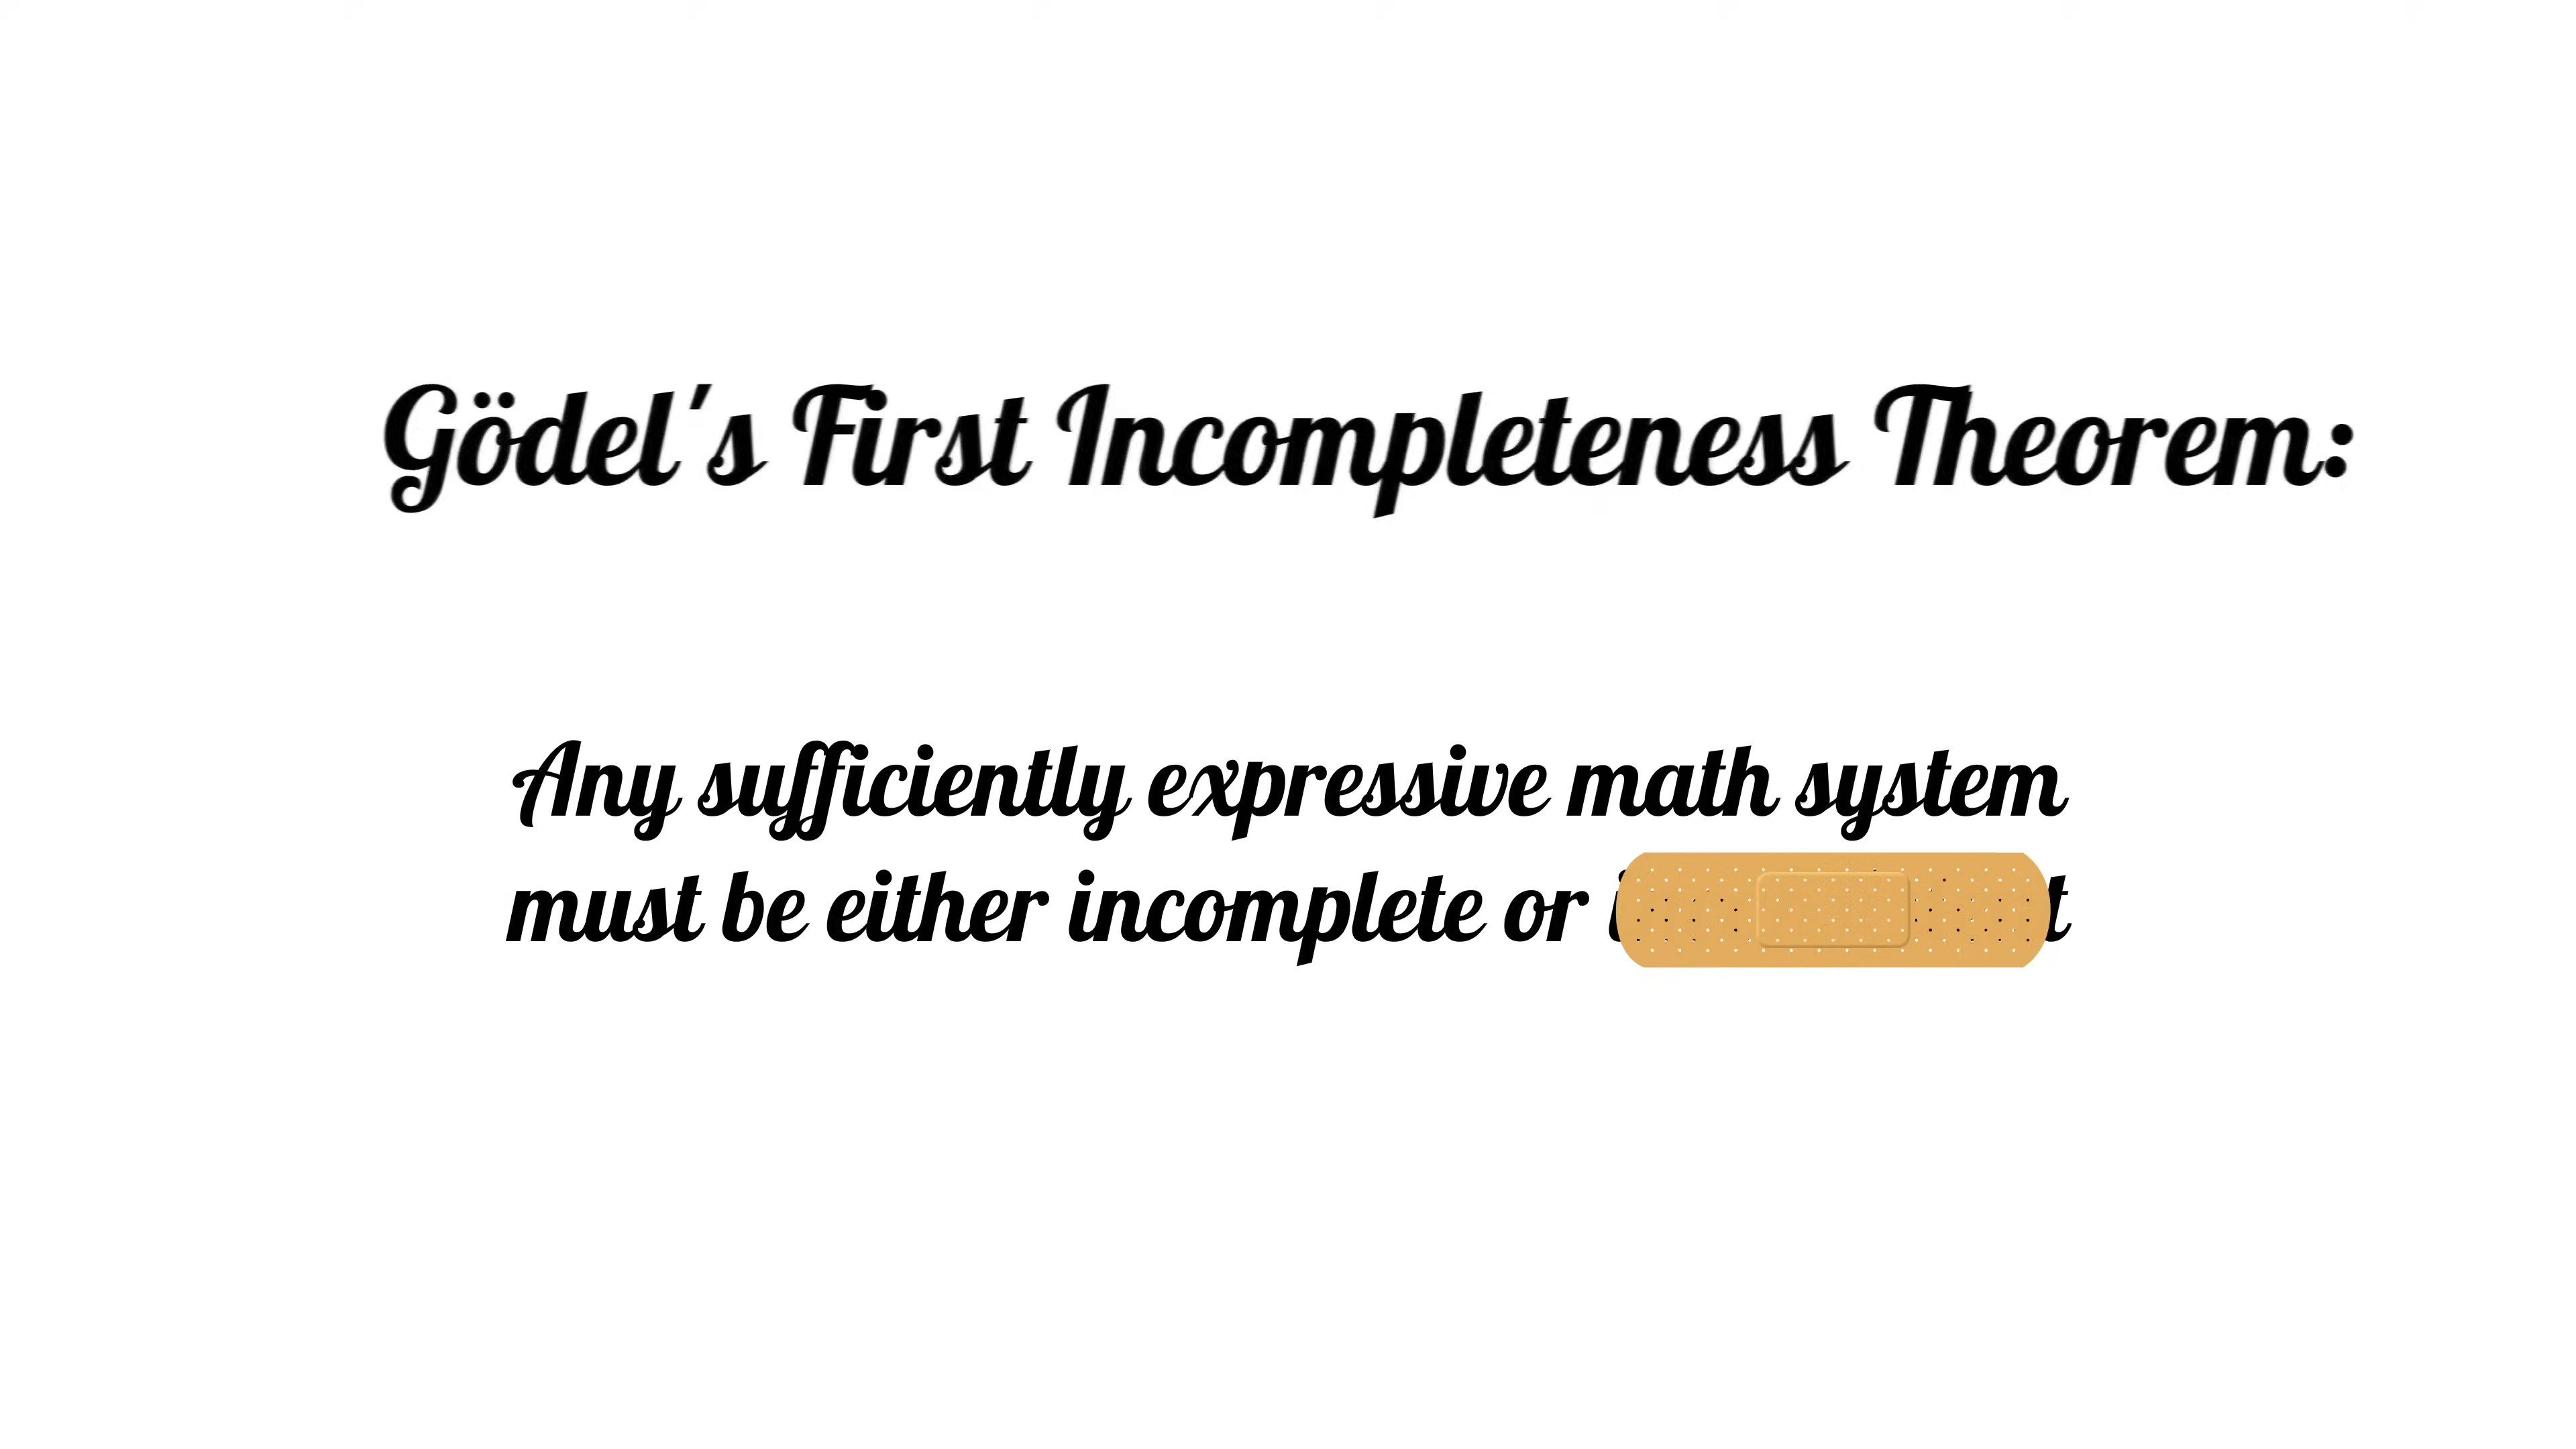 Gödel's First Incompleteness Theorem:
Any sufficiently expressive math system
must be either incomplete or